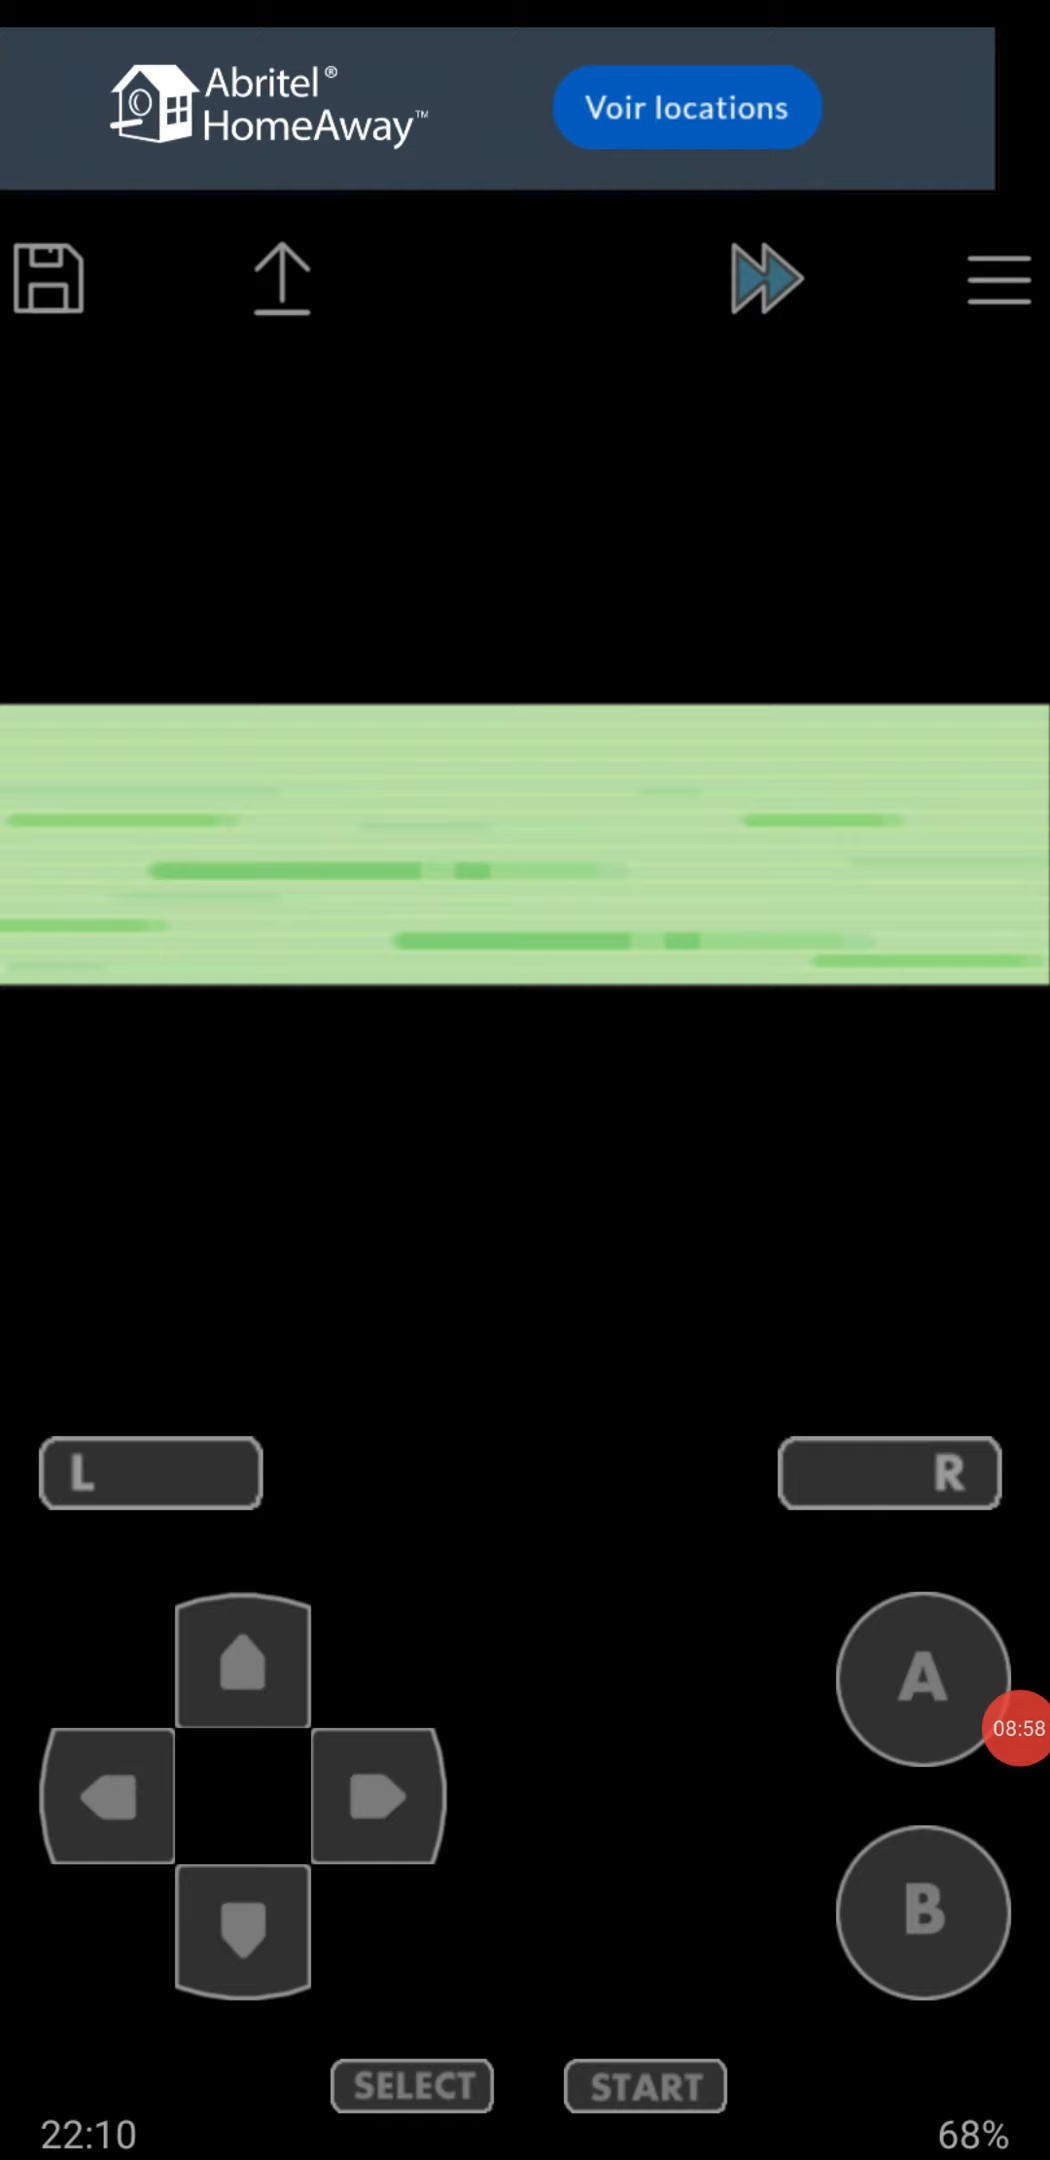 Abritel®
HomeAway™
Voir locations
L
R
A
08:58
B
SELECT
START
22:10
68%